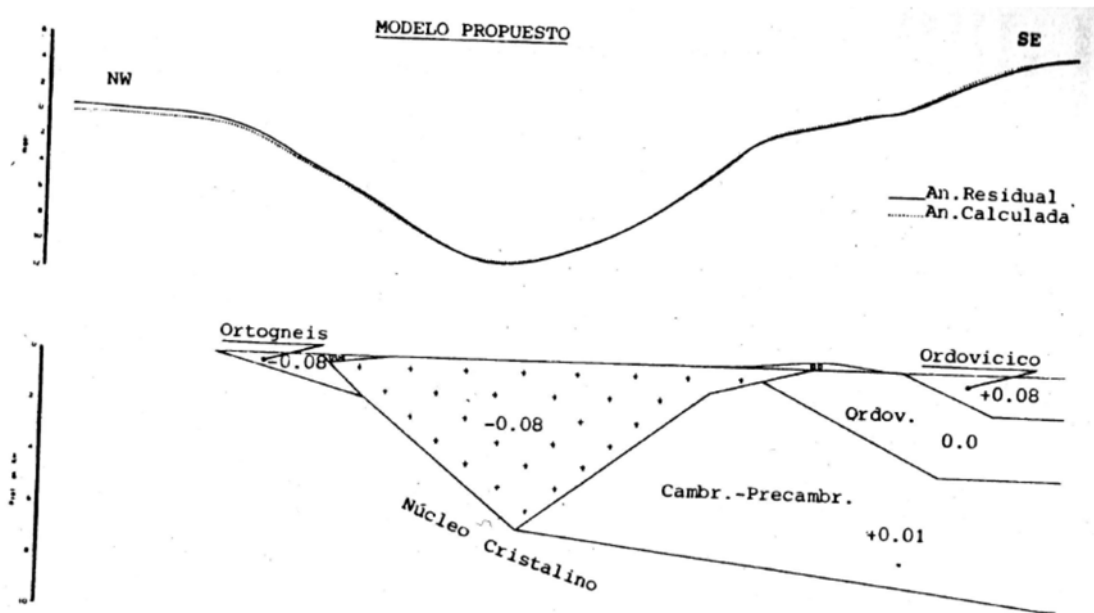 MODELO PROPUESTO
NW
SE
An.Residual
An.Calculada
Ortogneis
-0.08
Ordovicico
+0.08
-0.08
Qrdov.
0.0
Cambr.-Precambr.
+0.01
Núcleo Cristalino